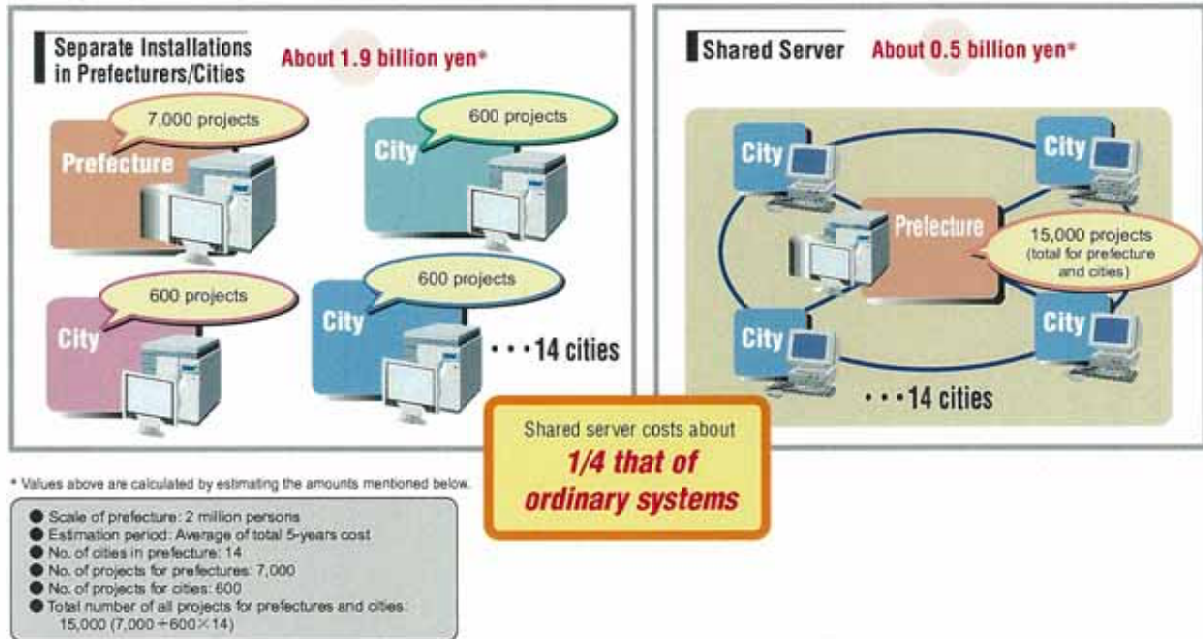 Separate Installations
in Prefecturers/Cities
About 1.9 billion yen*
7,000 projects
Prefecture
600 projects
City
600 projects
City
600 projects
City
・・・14 cities
Shared Server
About 0.5 billion yen*
City
City
Prefecture
15,000 projects
(total for prefecture
and cities)
City
City
・・・14 cities
Shared server costs about
1/4 that of
ordinary systems
* Values above are calculated by estimating the amounts mentioned below.
● Scale of prefecture: 2 million persons
● Estimation period: Average of total 5-years cost
● No. of cities in prefecture: 14
● No. of projects for prefectures: 7,000
● No. of projects for cities: 600
● Total number of all projects for prefectures and cities:
15,000 (7,000 +600×14)